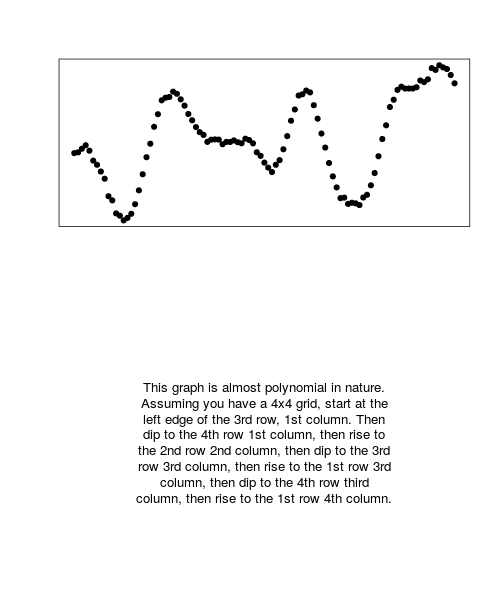 This graph is almost polynomial in nature.
Assuming you have a 4x4 grid, start at the
left edge of the 3rd row, 1st column. Then
dip to the 4th row 1st column, then rise to
the 2nd row 2nd column, then dip to the 3rd
row 3rd column, then rise to the 1st row 3rd
column, then dip to the 4th row third
column, then rise to the 1st row 4th column.